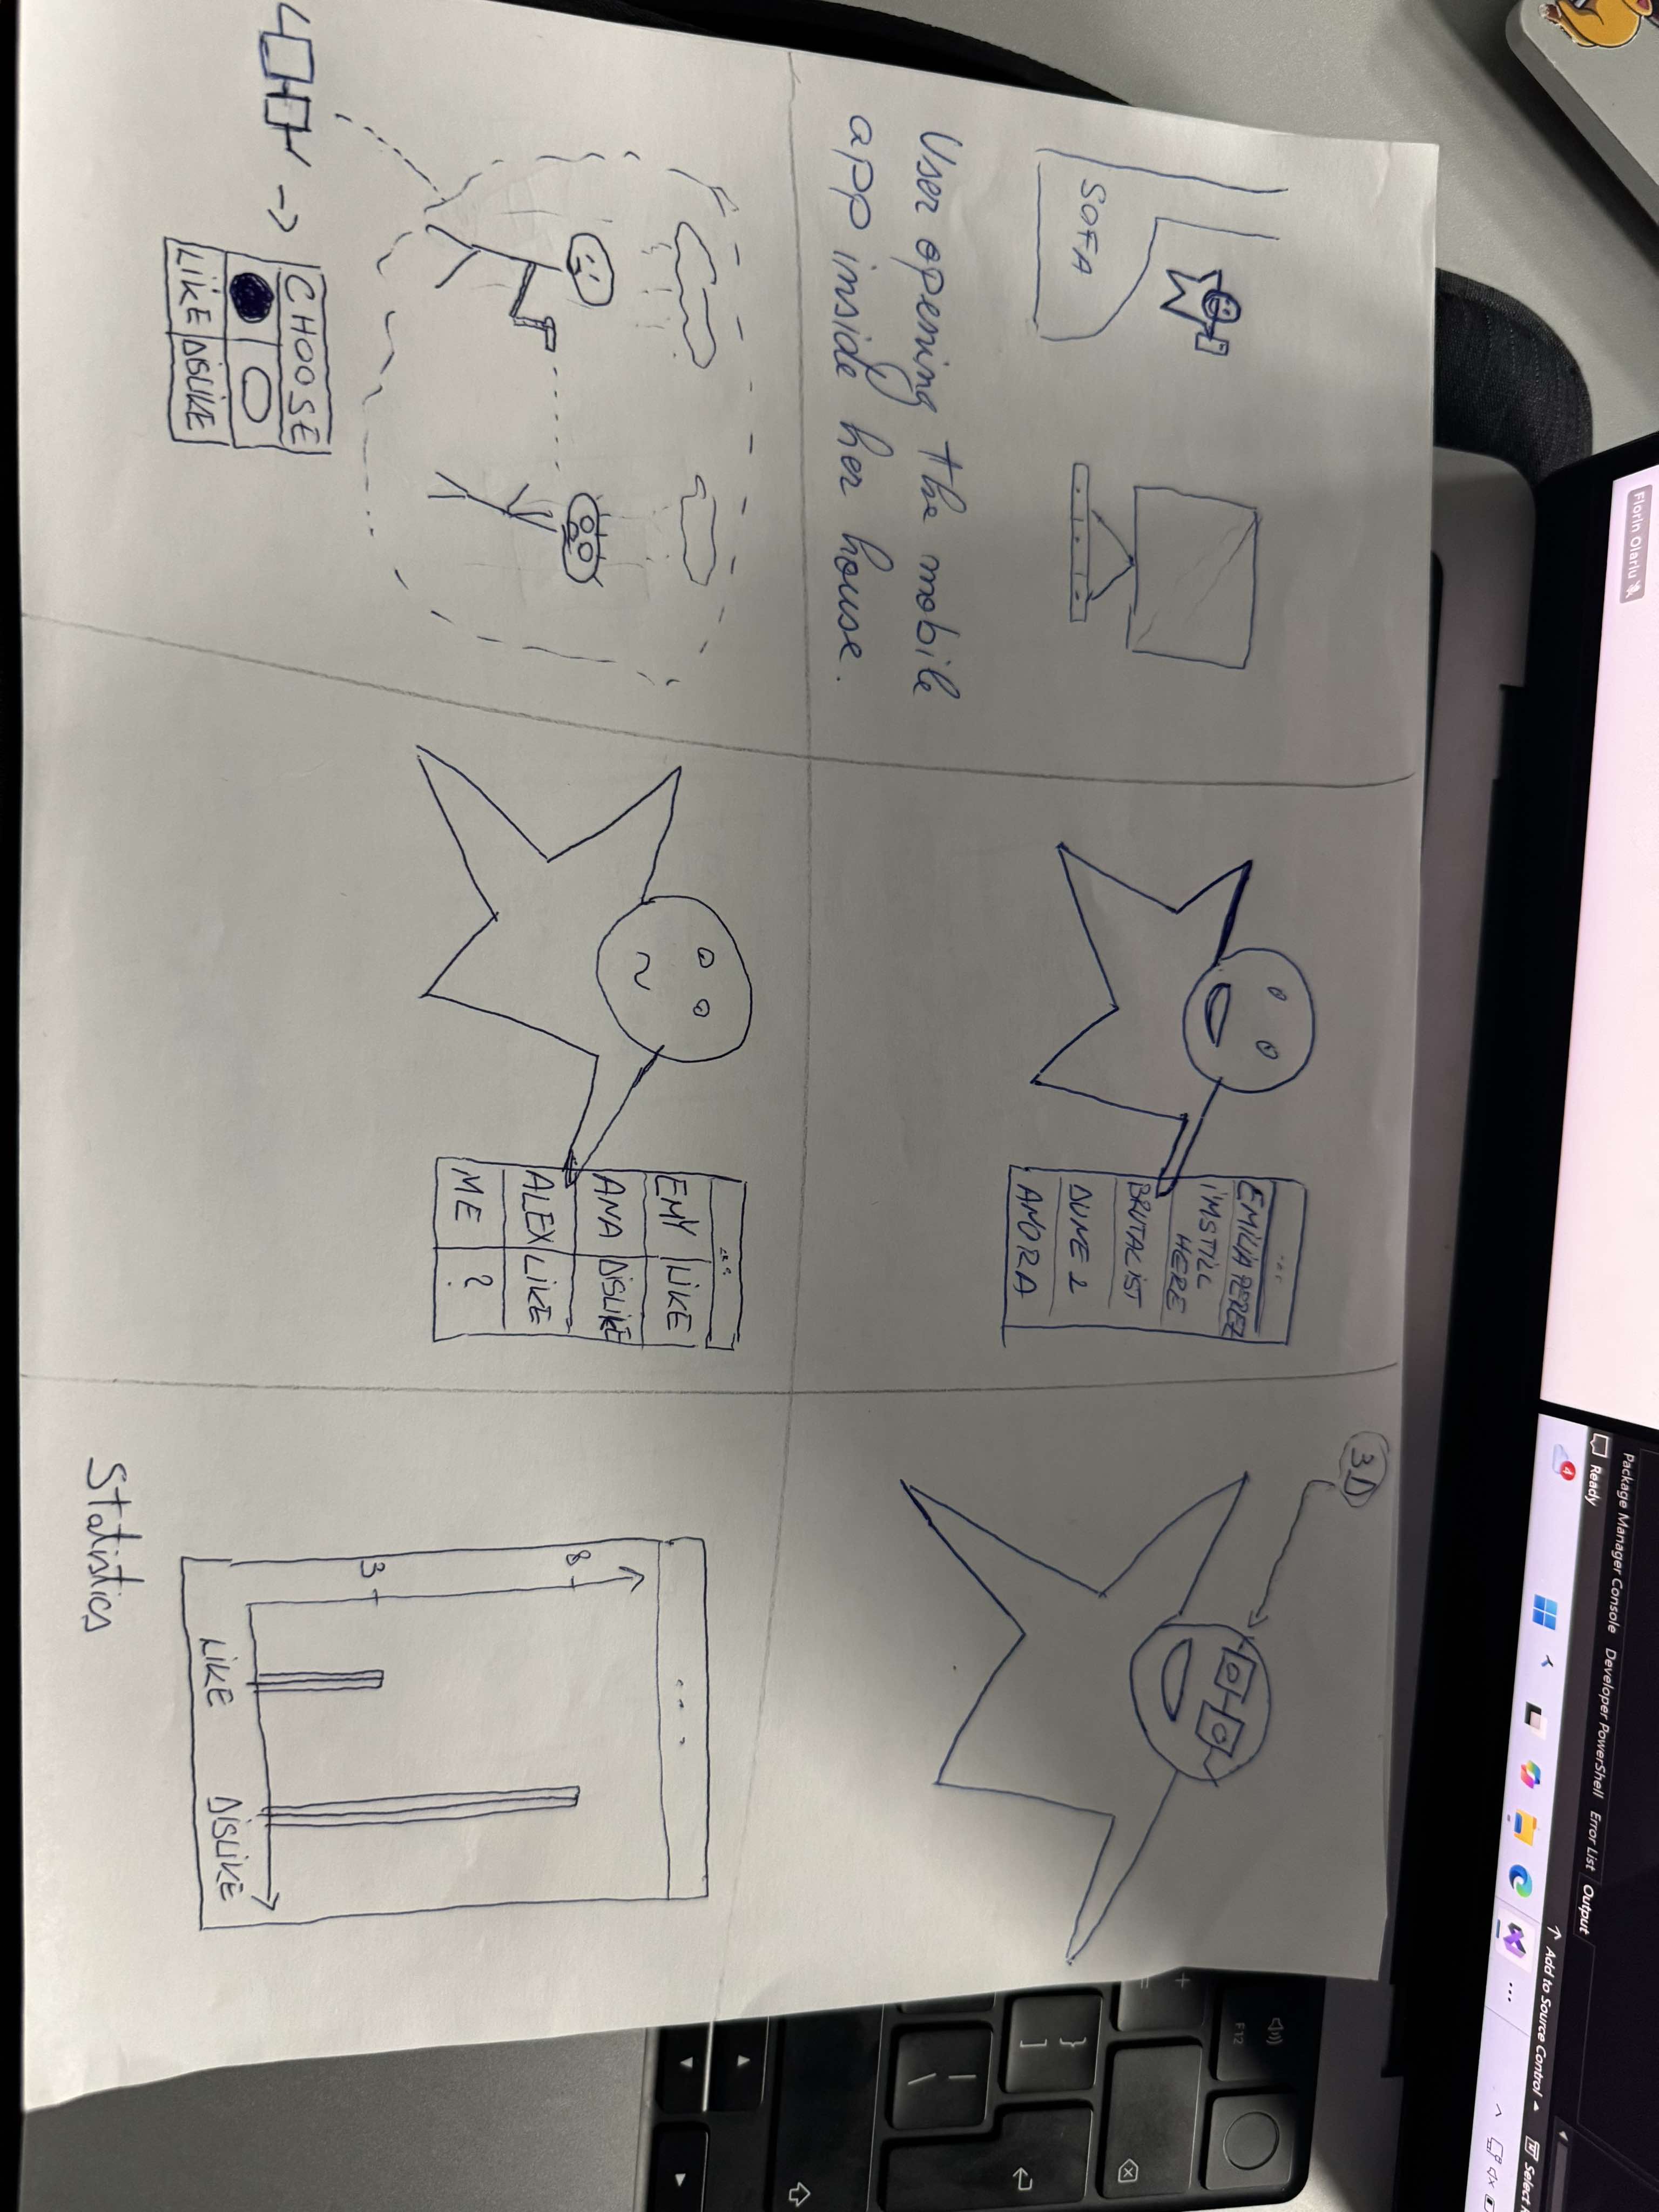 SOFA
User opening the mobile
app inside her house.
EMILIA PEREZ
I'M STILL
HERE
BRUTALIST
DUNE 2
ANORA
3D
CHOOSE
LIKE DISLIKE
EMY LIKE
ANA DISLIKE
ALEX LIKE
ME ?
8
3
LIKE DISLIKE
Statistics
Florin Olariu
Package Manager Console Developer PowerShell Error List Output
Ready
Add to Source Control
Select R
4
F12